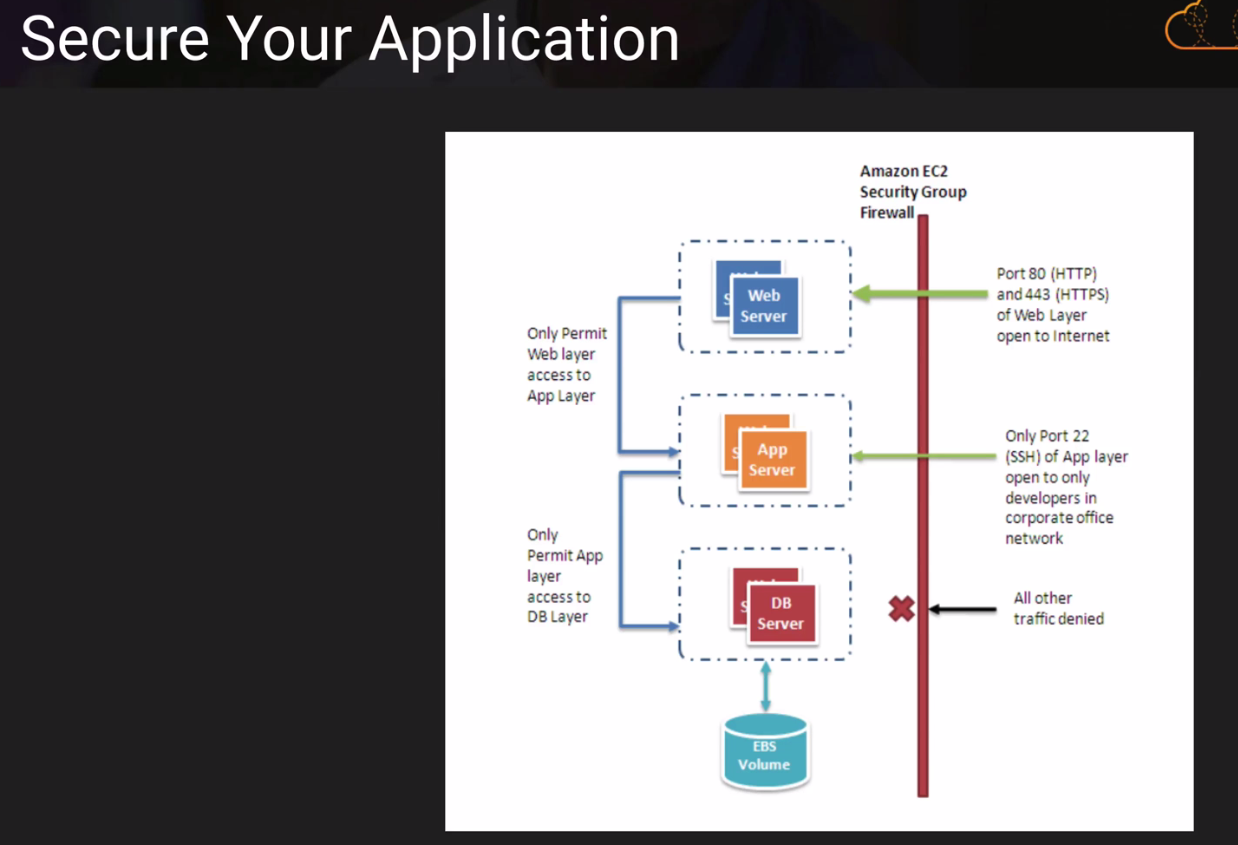 Secure Your Application
Amazon EC2
Security Group
Firewall
Port 80 (HTTP)
and 443 (HTTPS)
of Web Layer
open to Internet
Web
Server
Only Permit
Web layer
access to
App Layer
App
Server
Only Port 22
(SSH) of App layer
open to only
developers in
corporate office
network
Only
Permit App
layer
access to
DB Layer
DB
Server
All other
traffic denied
EBS
Volume